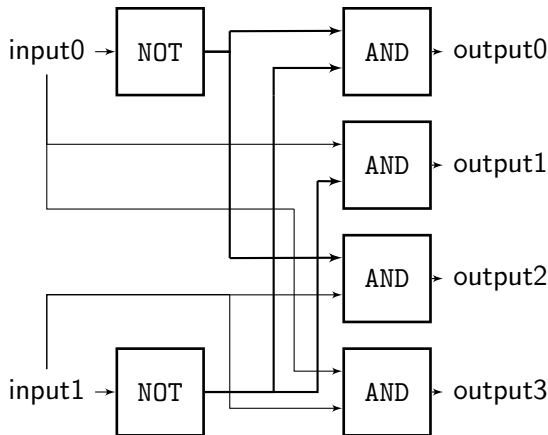 input0 NOT AND output0
AND output1
AND output2
input1 NOT AND output3